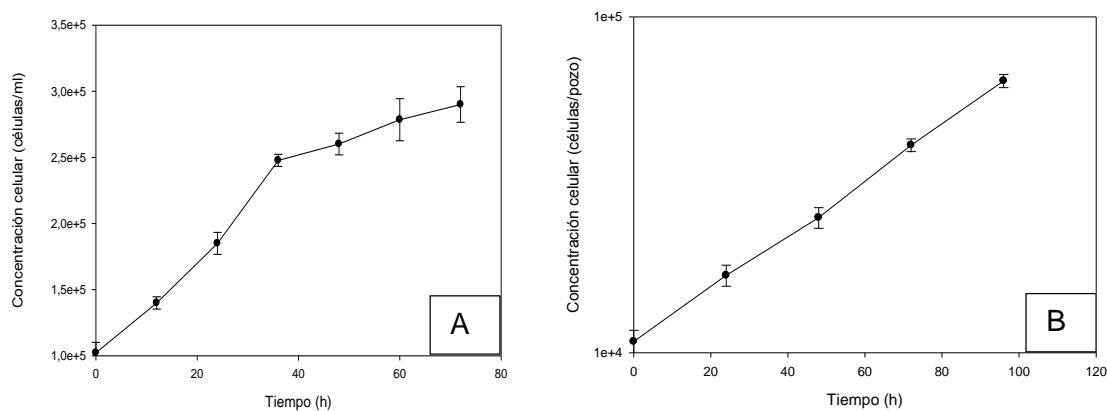 3,5e+5
3,0e+5
2,5e+5
2,0e+5
1,5e+5
1,0e+5
Concentración celular (células/ml)
0 20 40 60 80
Tiempo (h)
A
1e+5
1e+4
Concentración celular (células/pozo)
0 20 40 60 80 100 120
Tiempo (h)
B